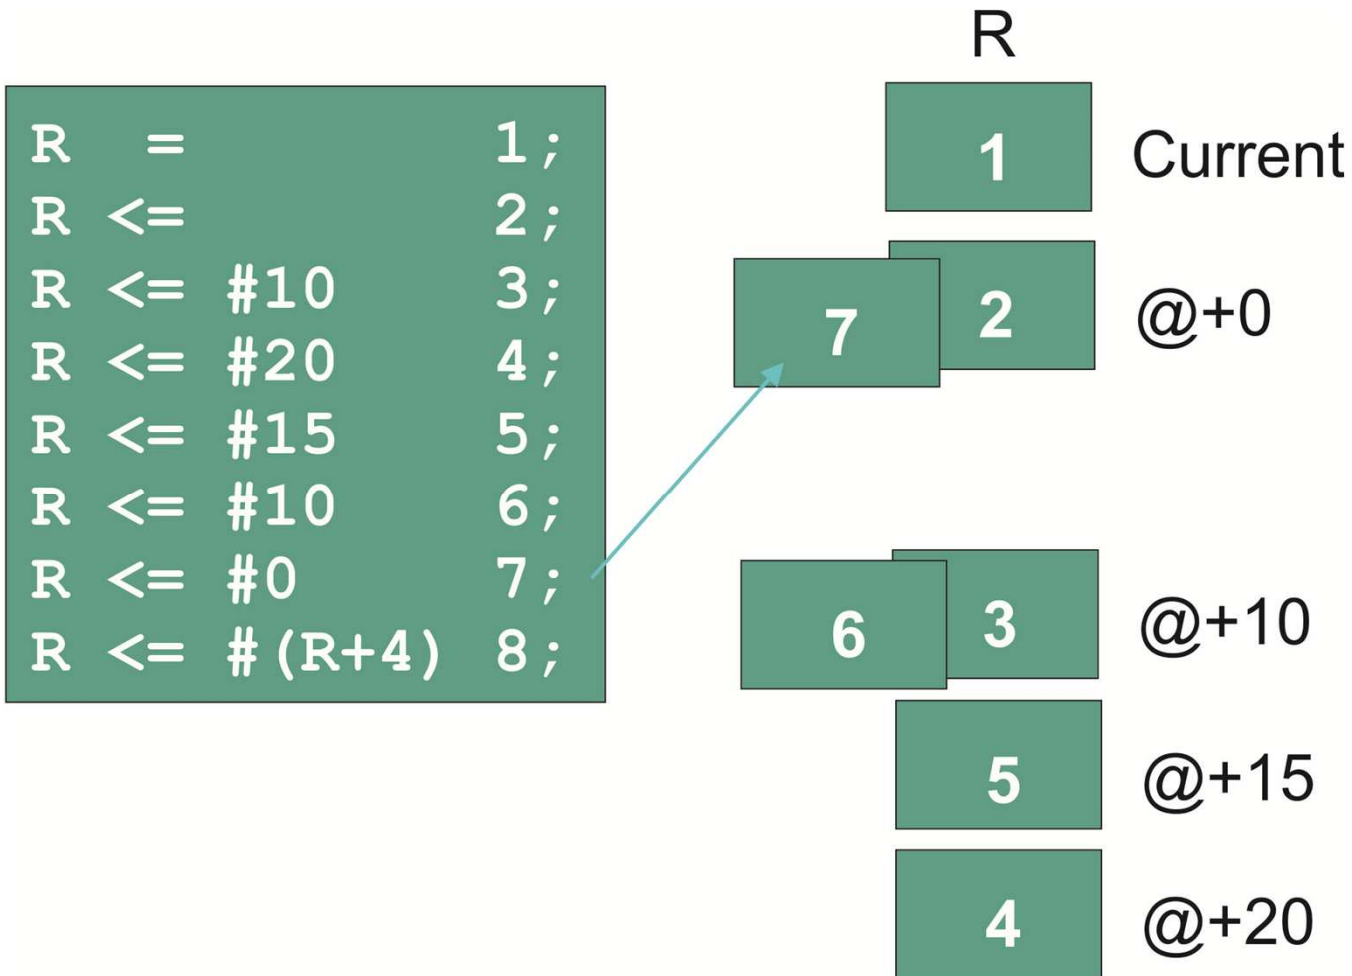 R  =        1;
R <=        2;
R <= #10    3;
R <= #20    4;
R <= #15    5;
R <= #10    6;
R <= #0     7;
R <= #(R+4) 8;
R
1 Current
7 2 @+0
6 3 @+10
5 @+15
4 @+20